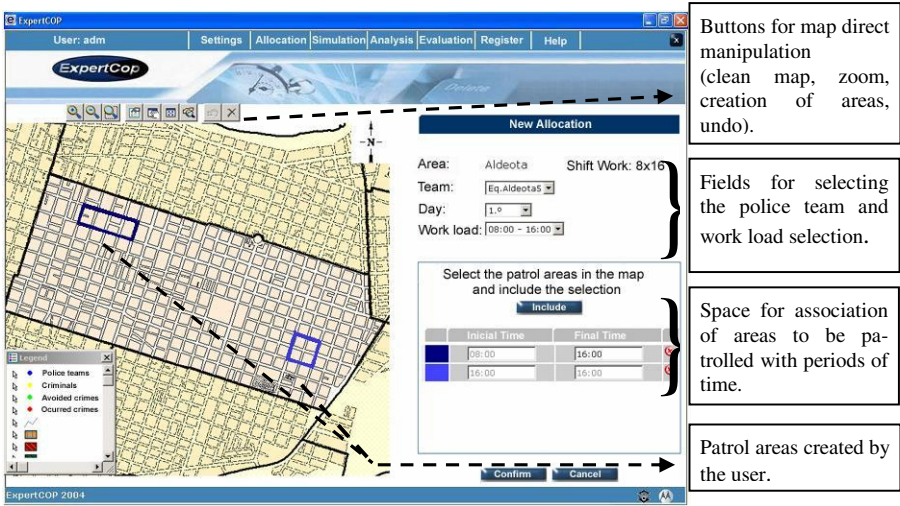 ExpertCOP
User: adm
Settings Allocation Simulation Analysis Evaluation Register Help
ExpertCop
Delete
- N -
New Allocation
Area: Aldeota Shift Work: 8x16
Team: Eq.AldeotaS
Day: 1.º
Work load: 08:00 - 16:00
Select the patrol areas in the map
and include the selection
Include
Inicial Time Final Time
08:00 16:00
16:00 16:00
Legend
Police teams
Criminals
Avoided crimes
Ocurred crimes
Confirm Cancel
ExpertCOP 2004
Buttons for map direct
manipulation
(clean map, zoom,
creation of areas,
undo).
Fields for selecting
the police team and
work load selection.
Space for association
of areas to be pa-
trolled with periods of
time.
Patrol areas created by
the user.